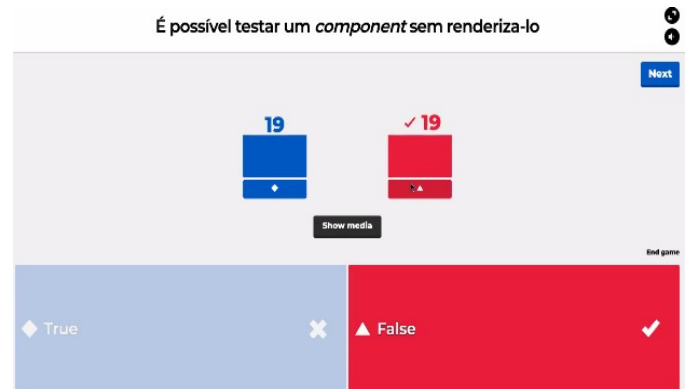 É possível testar um component sem renderiza-lo
Next
19
✓ 19
Show media
End game
True
False